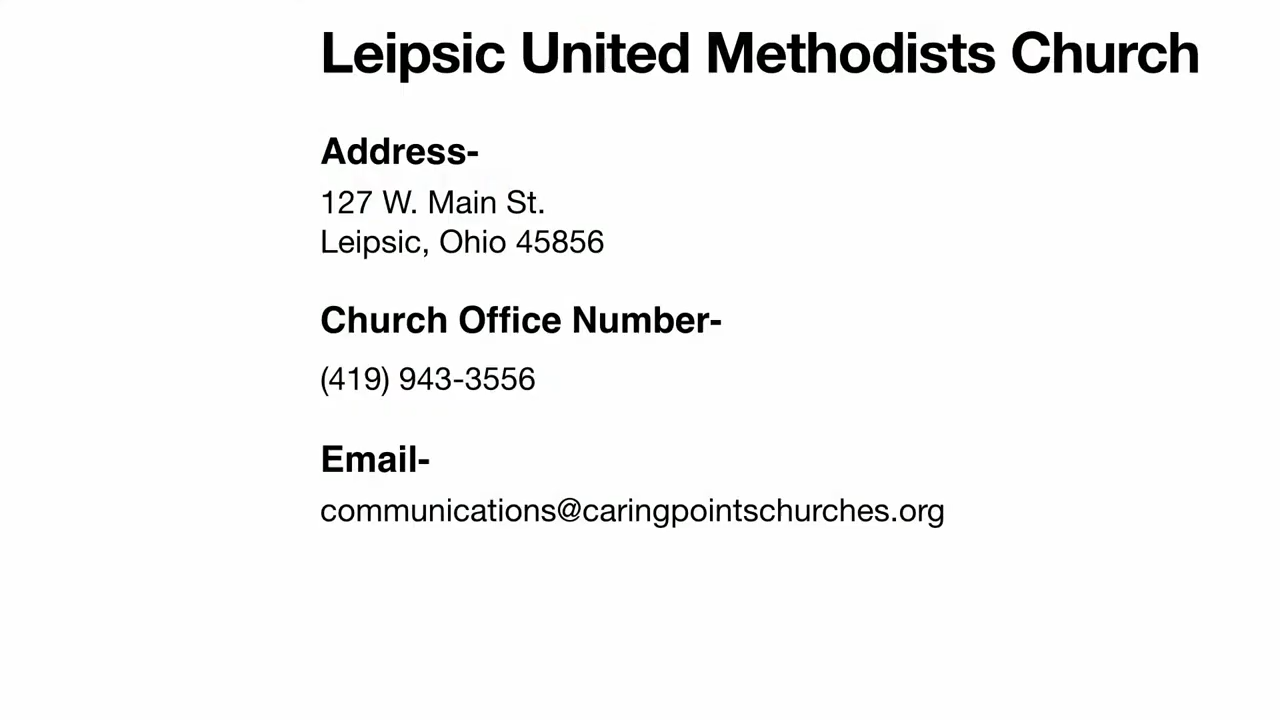 Leipsic United Methodists Church
Address-
127 W. Main St.
Leipsic, Ohio 45856
Church Office Number-
(419) 943-3556
Email-
communications@caringpointschurches.org